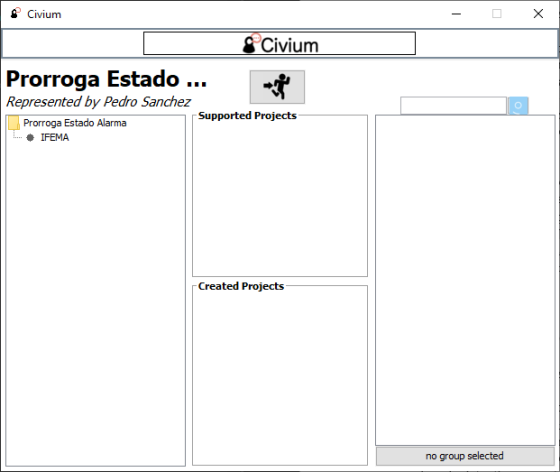 Civium
Civium
Prorroga Estado ...
Represented by Pedro Sanchez
Prorroga Estado Alarma
IFEMA
Supported Projects
Created Projects
no group selected